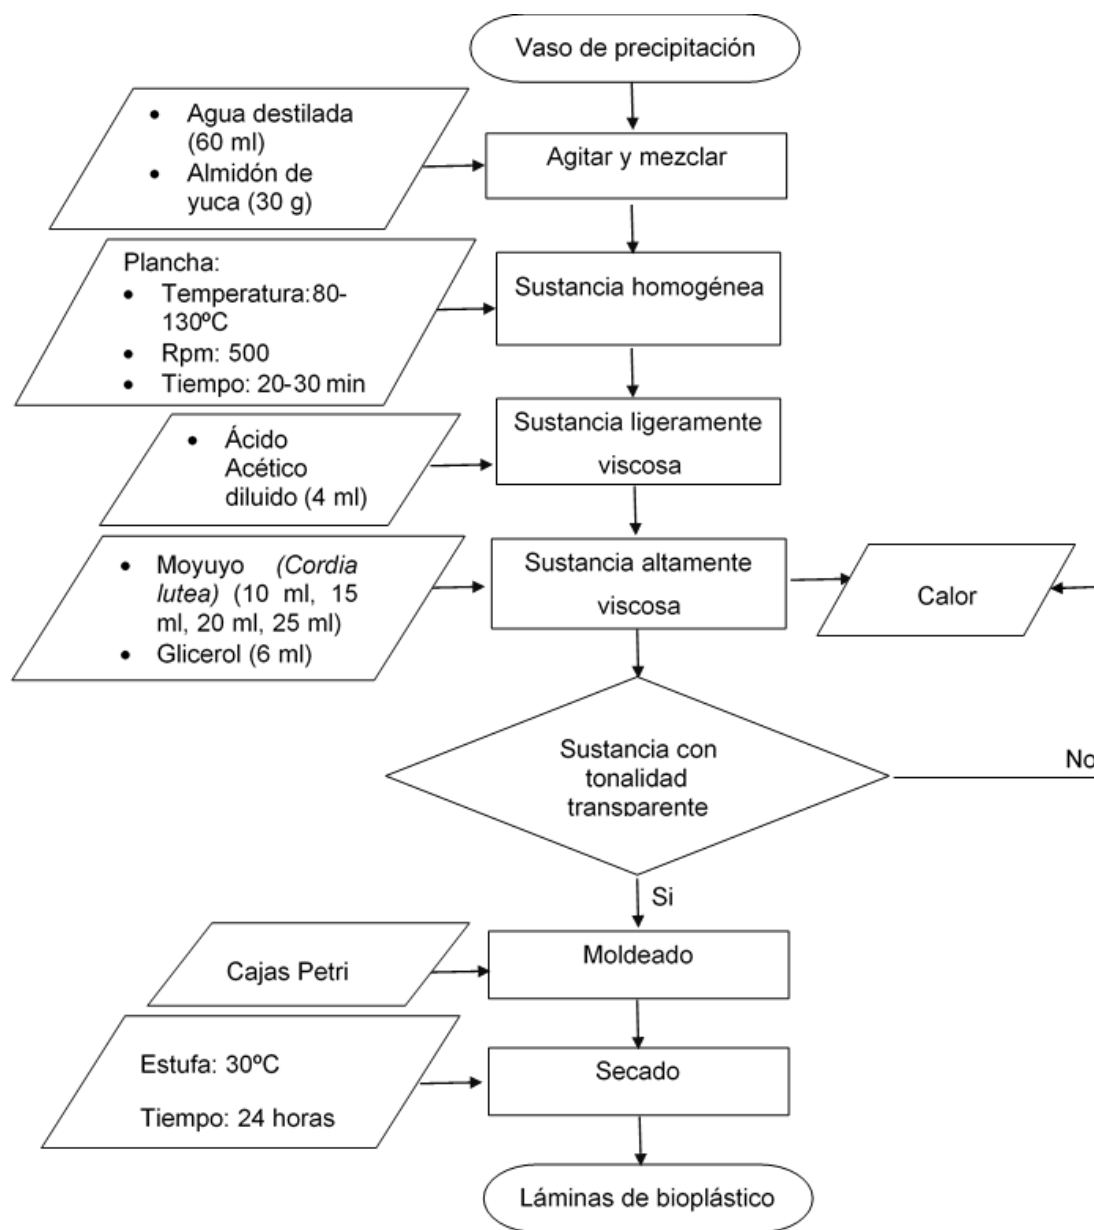 Vaso de precipitación
• Agua destilada
(60 ml)
• Almidón de
yuca (30 g)
Agitar y mezclar
Plancha:
• Temperatura:80-
130ºC
• Rpm: 500
• Tiempo: 20-30 min
Sustancia homogénea
• Ácido
Acético
diluido (4 ml)
Sustancia ligeramente
viscosa
• Moyuyo (Cordia
lutea) (10 ml, 15
ml, 20 ml, 25 ml)
• Glicerol (6 ml)
Sustancia altamente
viscosa
Calor
Sustancia con
tonalidad
transparente
No
Si
Cajas Petri
Moldeado
Estufa: 30ºC
Tiempo: 24 horas
Secado
Láminas de bioplástico